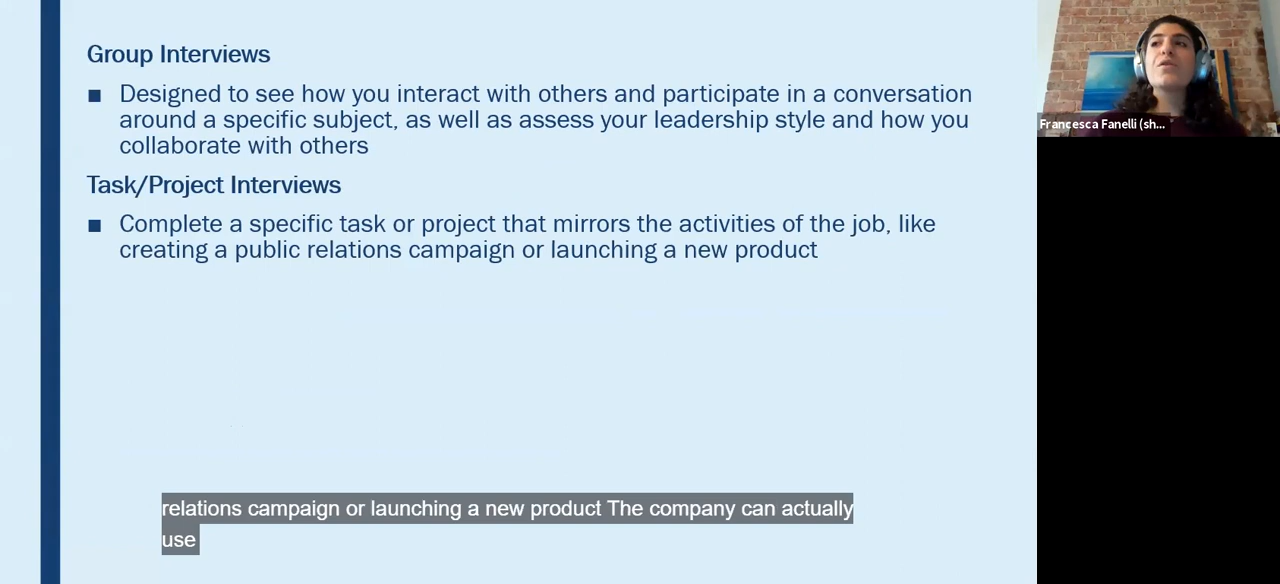 Group Interviews
■ Designed to see how you interact with others and participate in a conversation
around a specific subject, as well as assess your leadership style and how you
collaborate with others
Task/Project Interviews
■ Complete a specific task or project that mirrors the activities of the job, like
creating a public relations campaign or launching a new product
Francesca Fanelli (sh...
relations campaign or launching a new product The company can actually
use